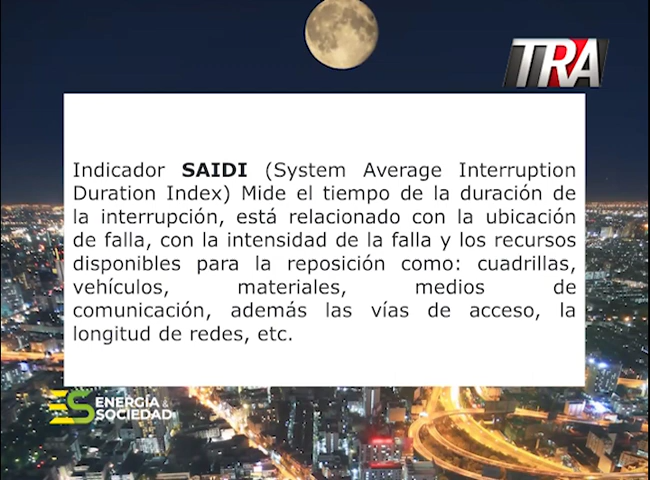 TRA
Indicador SAIDI (System Average Interruption
Duration Index) Mide el tiempo de la duración de
la interrupción, está relacionado con la ubicación
de falla, con la intensidad de la falla y los recursos
disponibles para la reposición como: cuadrillas,
vehículos, materiales, medios de
comunicación, además las vías de acceso, la
longitud de redes, etc.
ES ENERGÍA &
SOCIEDAD